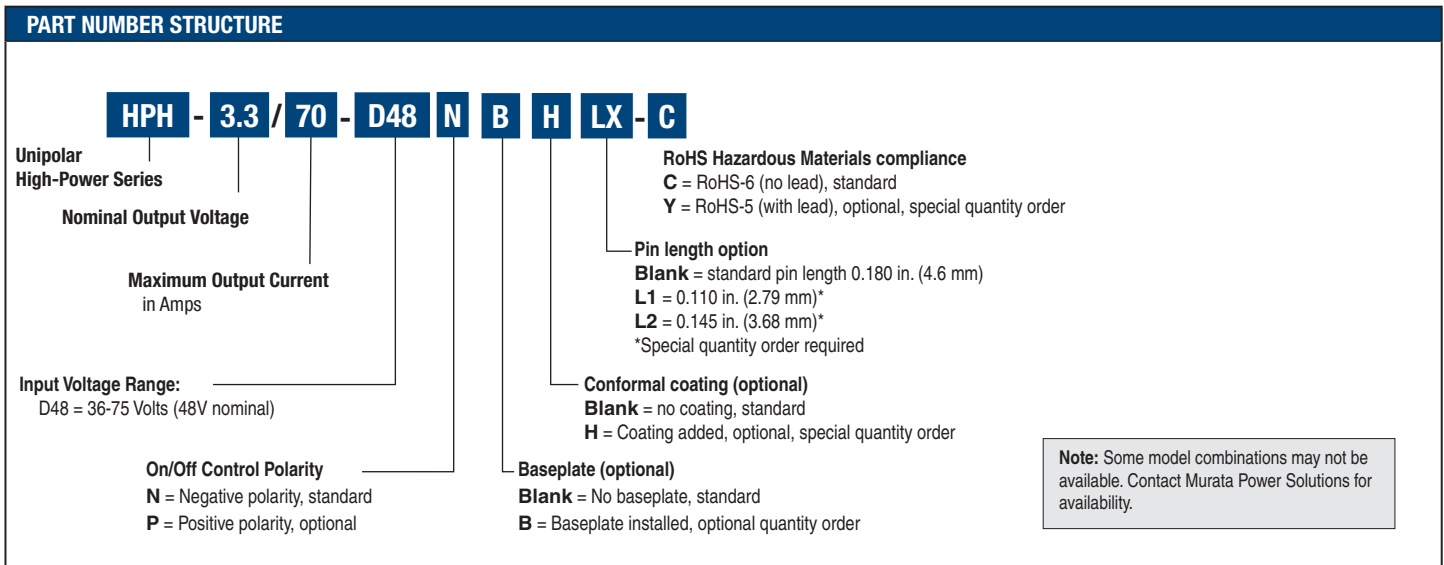 PART NUMBER STRUCTURE
HPH - 3.3 / 70 - D48 N B H LX - C
Unipolar
High-Power Series
Nominal Output Voltage
Maximum Output Current
in Amps
Input Voltage Range:
D48 = 36-75 Volts (48V nominal)
On/Off Control Polarity
N = Negative polarity, standard
P = Positive polarity, optional
RoHS Hazardous Materials compliance
C = RoHS-6 (no lead), standard
Y = RoHS-5 (with lead), optional, special quantity order
Pin length option
Blank = standard pin length 0.180 in. (4.6 mm)
L1 = 0.110 in. (2.79 mm)*
L2 = 0.145 in. (3.68 mm)*
*Special quantity order required
Conformal coating (optional)
Blank = no coating, standard
H = Coating added, optional, special quantity order
Baseplate (optional)
Blank = No baseplate, standard
B = Baseplate installed, optional quantity order
Note: Some model combinations may not be
available. Contact Murata Power Solutions for
availability.